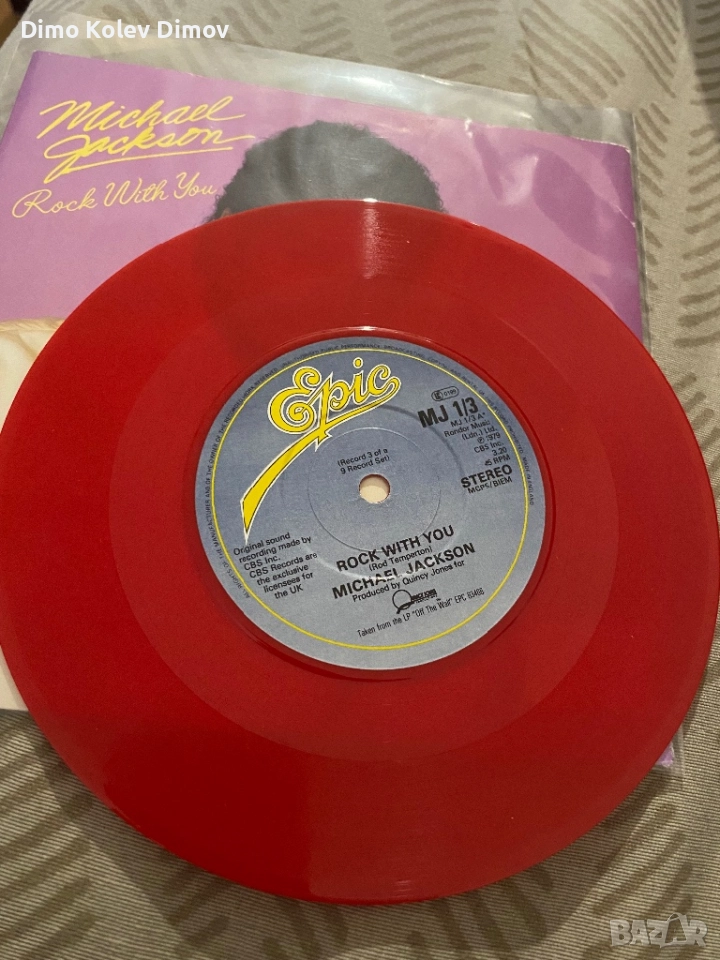 Dimo Kolev Dimov
Michael
Jackson
Rock With You
Epic
MJ 1/3
MJ 1/3 A
Rondor Music
(Ldn.) Ltd.
℗ 1979
CBS Inc.
3.20
45 RPM
STEREO
MCPS/BIEM
(Record 3 of a
9 Record Set)
Original sound
recording made by
CBS Inc.
CBS Records are
the exclusive
licensees for
the UK
ROCK WITH YOU
(Rod Temperton)
MICHAEL JACKSON
Produced by Quincy Jones for
Taken from the LP "Off The Wall" EPC 83468
BAZAR